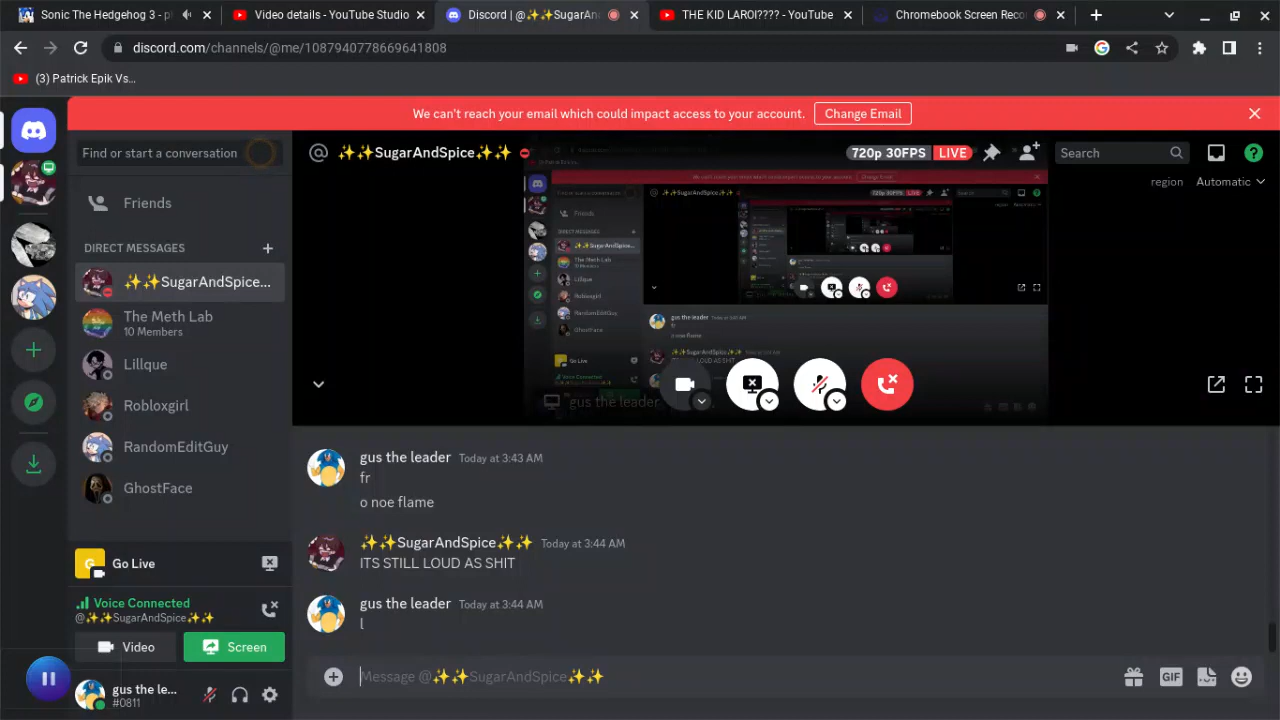 Sonic The Hedgehog 3 - p
Video details - YouTube Studio
Discord | @✨✨SugarAn
THE KID LAROI???? - YouTube
Chromebook Screen Reco
discord.com/channels/@me/1087940778669641808
(3) Patrick Epik Vs...
We can't reach your email which could impact access to your account.
Change Email
Find or start a conversation
@ ✨✨SugarAndSpice✨✨
720p 30FPS LIVE
Search
region Automatic
Friends
DIRECT MESSAGES
✨✨SugarAndSpice...
The Meth Lab
10 Members
Lillque
Robloxgirl
RandomEditGuy
GhostFace
gus the leader
gus the leader Today at 3:43 AM
fr
o noe flame
✨✨SugarAndSpice✨✨ Today at 3:44 AM
ITS STILL LOUD AS SHIT
gus the leader Today at 3:44 AM
l
Go Live
Voice Connected
@✨✨SugarAndSpice✨✨
Video
Screen
gus the le...
#0811
Message @✨✨SugarAndSpice✨✨
GIF